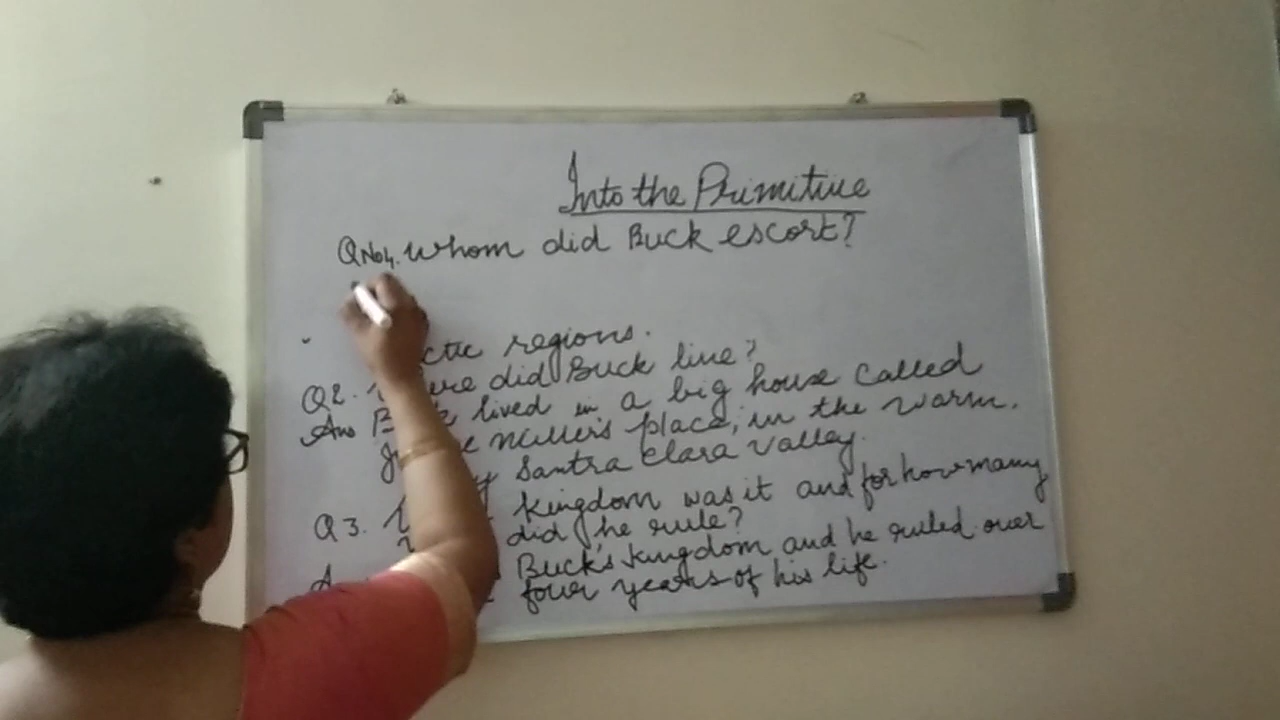 Into the Primitive
QNo4. Whom did Buck escort?
ctic regions.
Q2. did Buck live?
Ans lived in a big house called
Miller's place, in the warm.
Santra Clara Valley.
Q3. kingdom was it and for how many
did he rule?
Buck's kingdom and he ruled over
four years of his life.